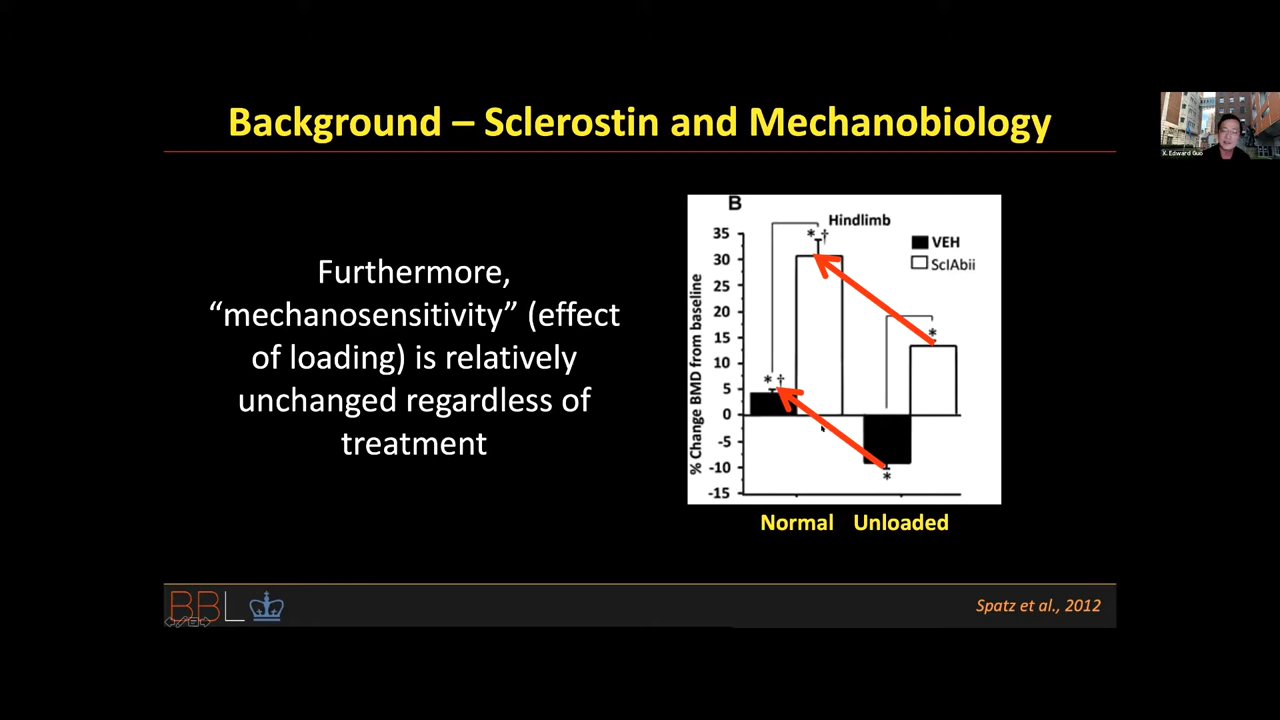 Background – Sclerostin and Mechanobiology
X. Edward Guo
Furthermore,
“mechanosensitivity” (effect
of loading) is relatively
unchanged regardless of
treatment
B
Hindlimb
VEH
SclAbii
% Change BMD from baseline
35
30
25
20
15
10
5
0
-5
-10
-15
* †
*
* †
*
Normal Unloaded
BBL
Spatz et al., 2012